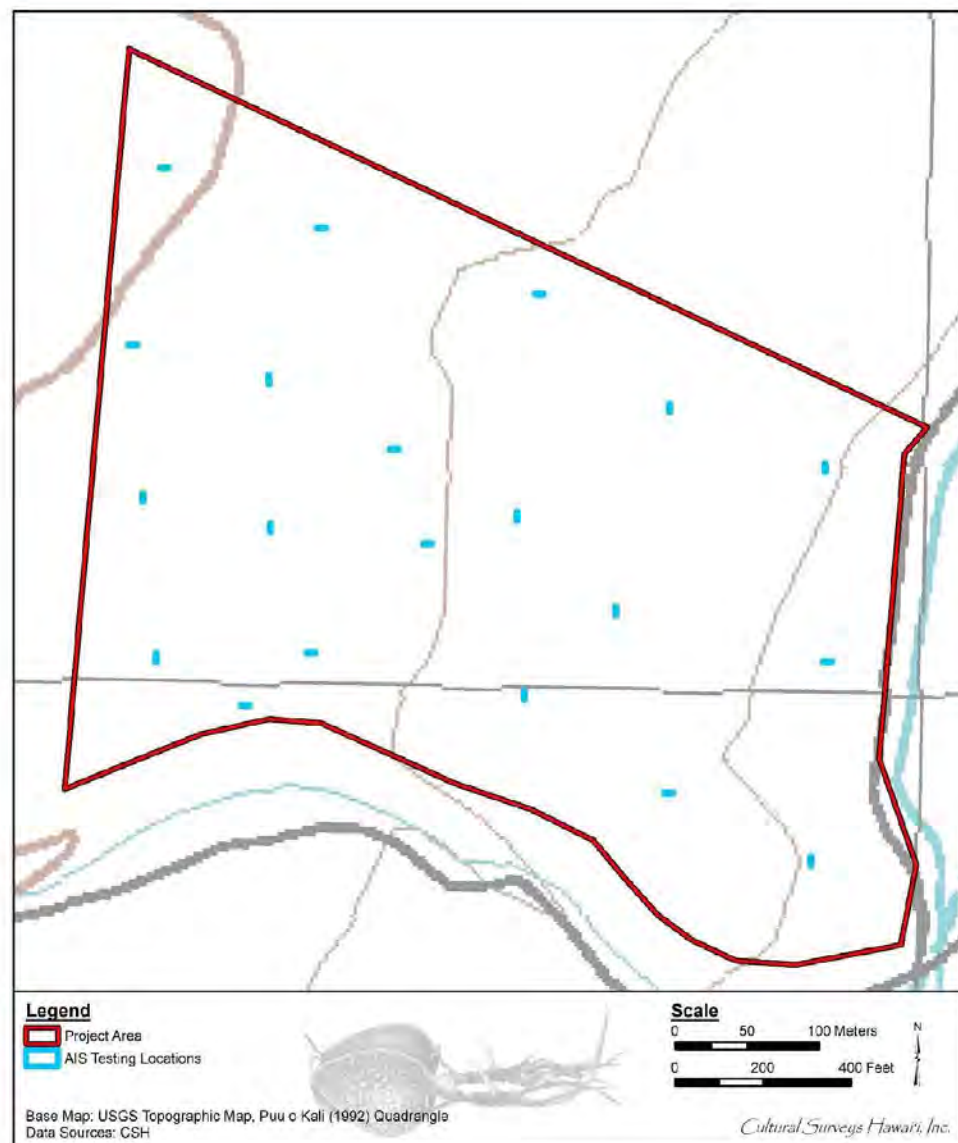 Legend
Project Area
AIS Testing Locations
Scale
0 50 100 Meters
0 200 400 Feet
N
Base Map: USGS Topographic Map, Puu o Kali (1992) Quadrangle
Data Sources: CSH
Cultural Surveys Hawai'i, Inc.